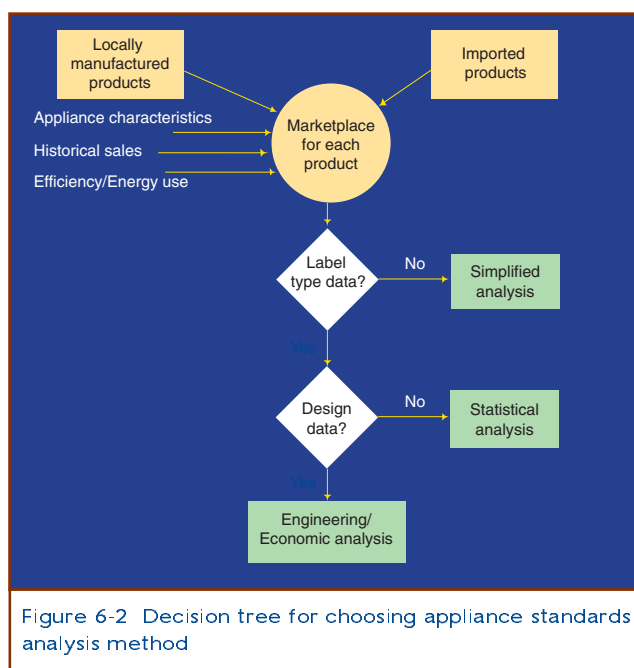 Locally
manufactured
products
Imported
products
Appliance characteristics
Historical sales
Efficiency/Energy use
Marketplace
for each
product
Label
type data?
No
Simplified
analysis
Yes
Design
data?
No
Statistical
analysis
Yes
Engineering/
Economic analysis
Figure 6-2 Decision tree for choosing appliance standards
analysis method